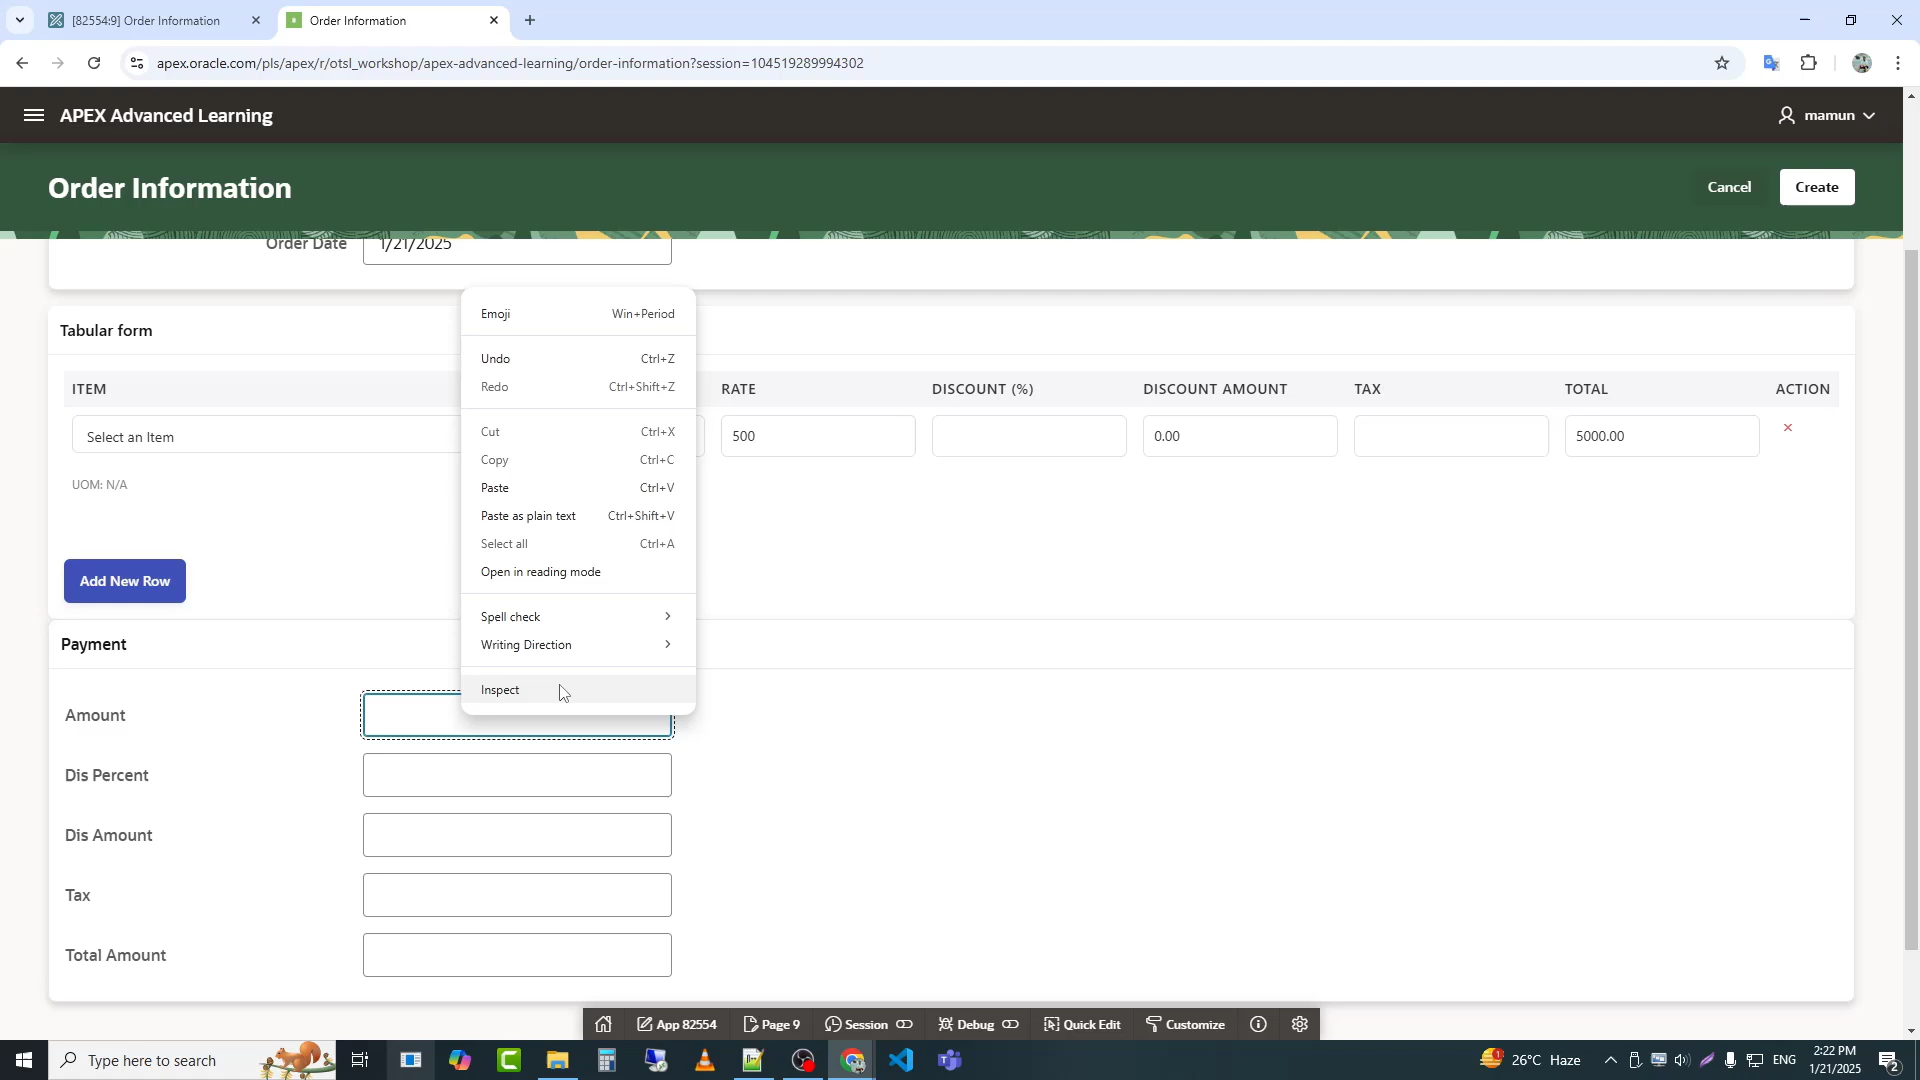 [82554:9] Order Information
Order Information
apex.oracle.com/pls/apex/r/otsl_workshop/apex-advanced-learning/order-information?session=104519289994302
APEX Advanced Learning
mamun
Order Information
Cancel
Create
Order Date
1/21/2025
Tabular form
ITEM
RATE
DISCOUNT (%)
DISCOUNT AMOUNT
TAX
TOTAL
ACTION
Select an Item
500
0.00
5000.00
UOM: N/A
Add New Row
Emoji Win+Period
Undo Ctrl+Z
Redo Ctrl+Shift+Z
Cut Ctrl+X
Copy Ctrl+C
Paste Ctrl+V
Paste as plain text Ctrl+Shift+V
Select all Ctrl+A
Open in reading mode
Spell check
Writing Direction
Inspect
Payment
Amount
Dis Percent
Dis Amount
Tax
Total Amount
App 82554
Page 9
Session
Debug
Quick Edit
Customize
Type here to search
1
26°C Haze
ENG
2:22 PM
1/21/2025
2